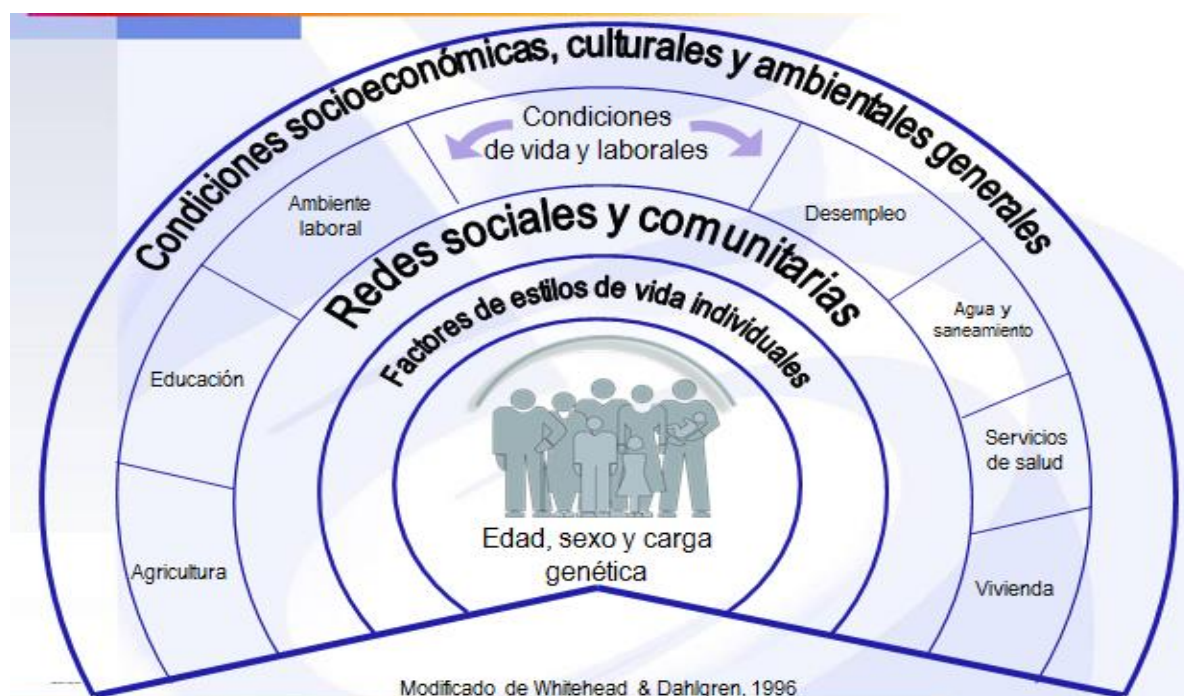 Condiciones socioeconómicas, culturales y ambientales generales
Condiciones
de vida y laborales
Ambiente
laboral
Desempleo
Redes sociales y comunitarias
Factores de estilos de vida individuales
Agua y
saneamiento
Educación
Servicios
de salud
Edad, sexo y carga
genética
Agricultura
Vivienda
Modificado de Whitehead & Dahlgren, 1996